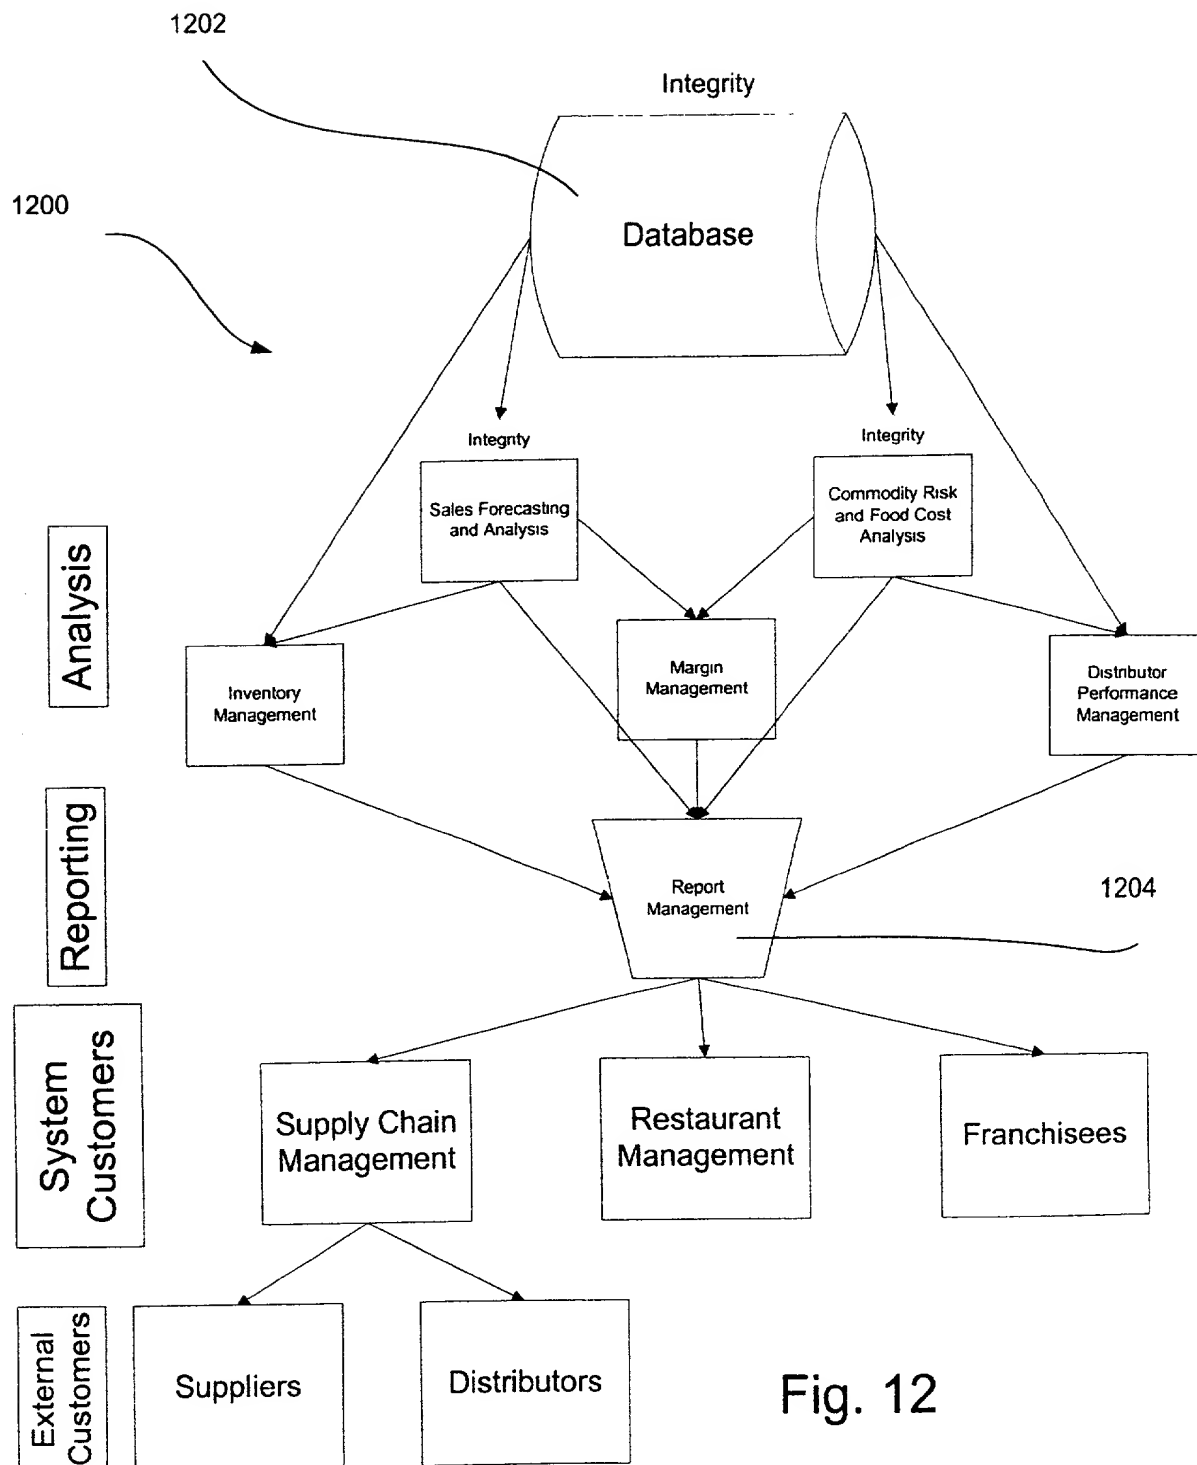 1202
Integrity
1200
Database
Integrity
Integrity
Sales Forecasting
and Analysis
Commodity Risk
and Food Cost
Analysis
Analysis
Inventory
Management
Margin
Management
Distributor
Performance
Management
Reporting
Report
Management
1204
System
Customers
Supply Chain
Management
Restaurant
Management
Franchisees
External
Customers
Suppliers
Distributors
Fig. 12